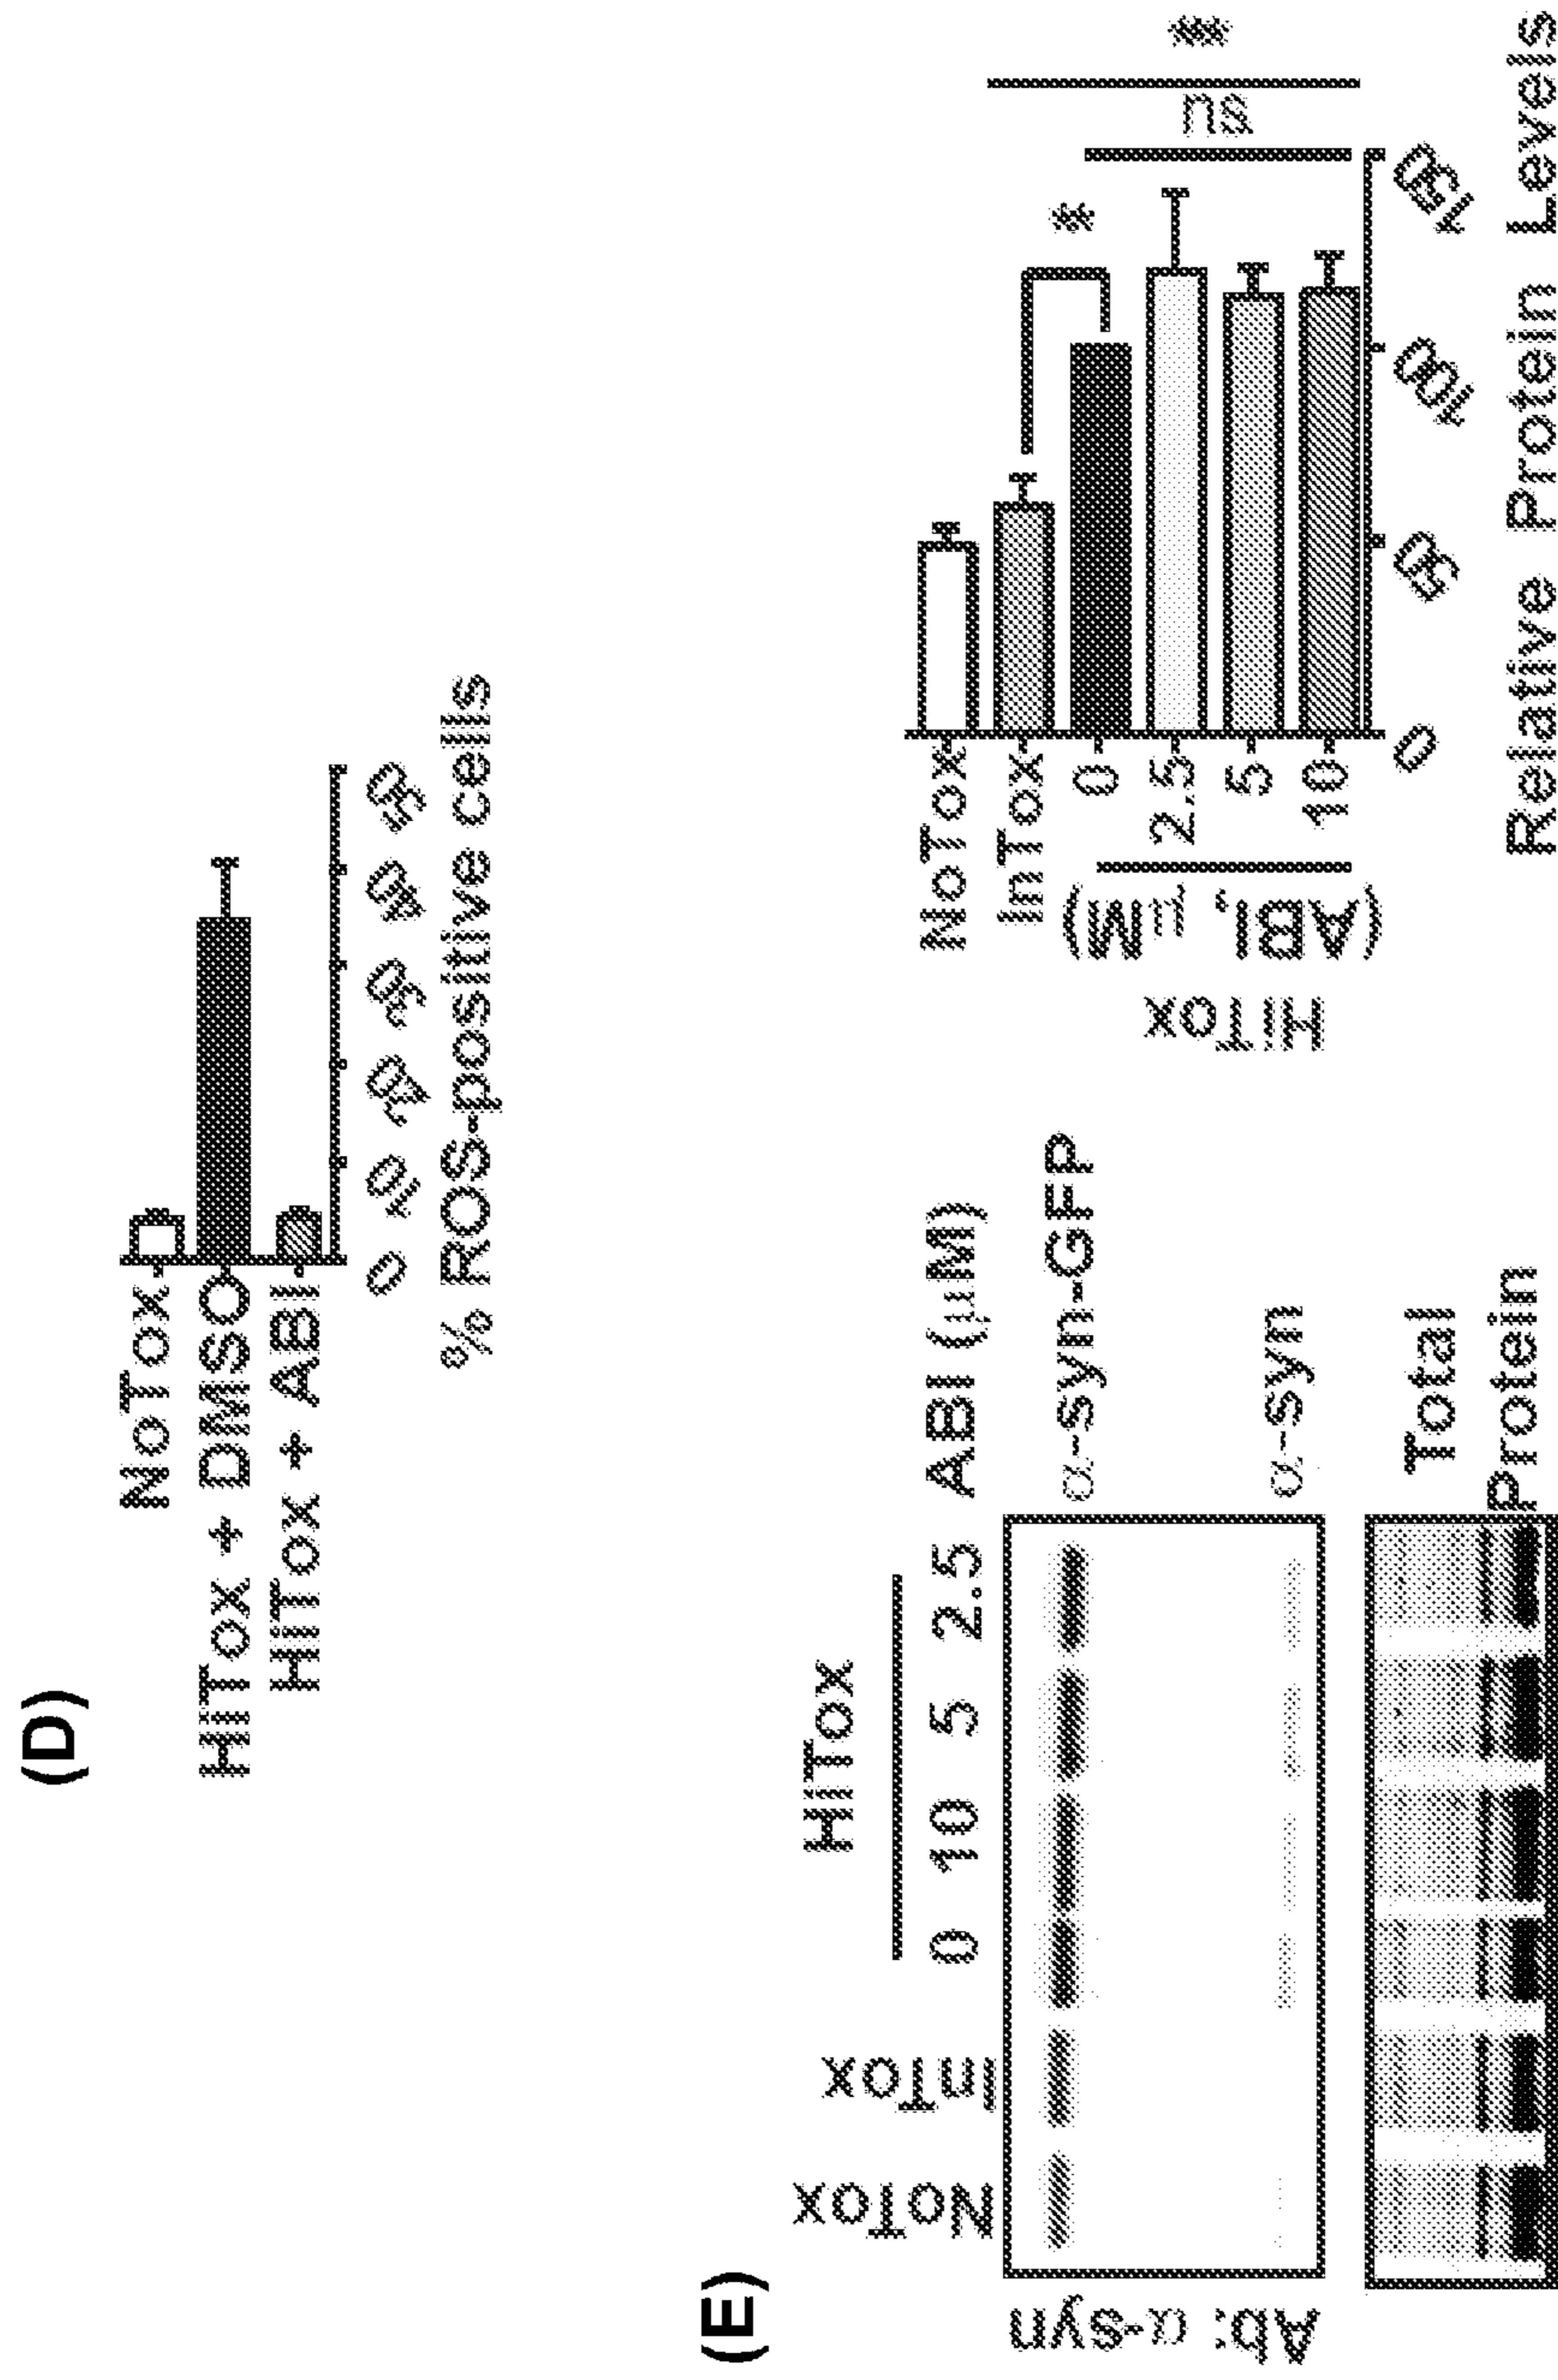 (D)
NoTox
HiTox + DMSO
HiTox + ABI
0 10 20 30 40 50
% ROS-positive cells
(E)
HiTox
NoTox InTox 0 10 5 2.5 ABI (μM)
Ab: α-syn
α-syn-GFP
α-syn
Total
Protein
NoTox
InTox
0
2.5
5
10
HiTox
(ABI, μM)
*
ns
*
0 50 100 150
Relative Protein Levels